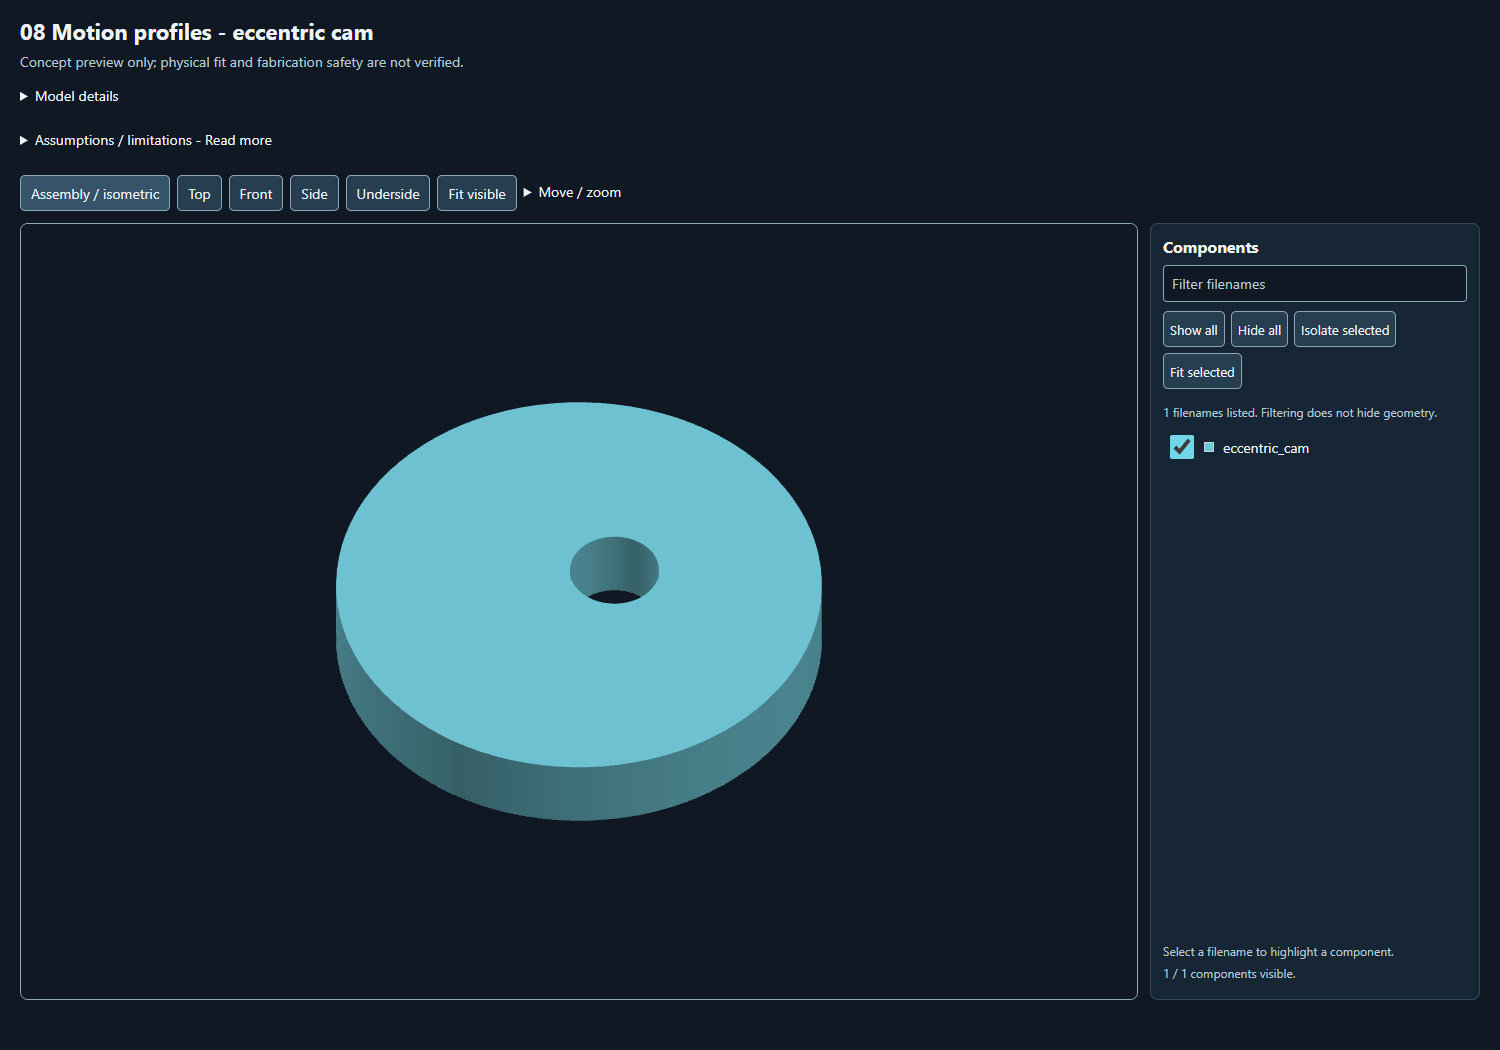 08 Motion profiles - eccentric cam
Concept preview only; physical fit and fabrication safety are not verified.
Model details
Assumptions / limitations - Read more
Assembly / isometric Top Front Side Underside Fit visible Move / zoom
Components
Filter filenames
Show all Hide all Isolate selected
Fit selected
1 filenames listed. Filtering does not hide geometry.
eccentric_cam
Select a filename to highlight a component.
1 / 1 components visible.